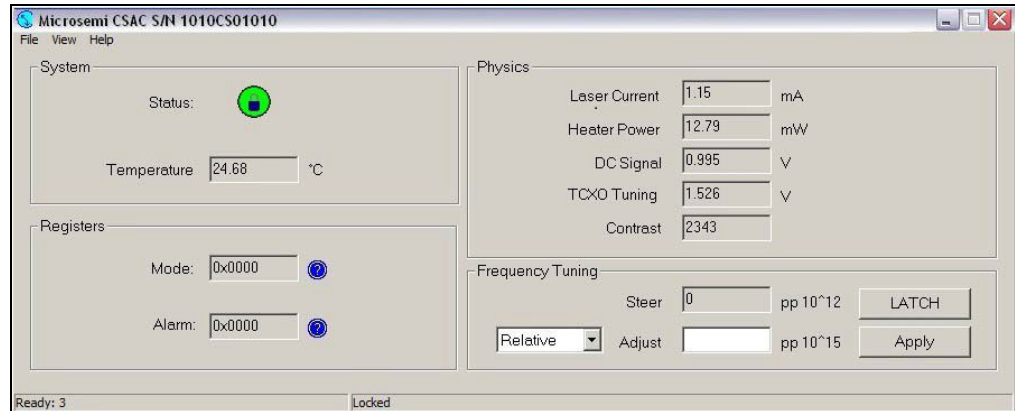 Microsemi CSAC S/N 1010CS01010
File View Help
System
Status:
Temperature 24.68 °C
Registers
Mode: 0x0000 ?
Alarm: 0x0000 ?
Physics
Laser Current 1.15 mA
Heater Power 12.79 mW
DC Signal 0.995 V
TCXO Tuning 1.526 V
Contrast 2343
Frequency Tuning
Steer 0 pp 10^12 LATCH
Relative Adjust pp 10^15 Apply
Ready: 3 Locked